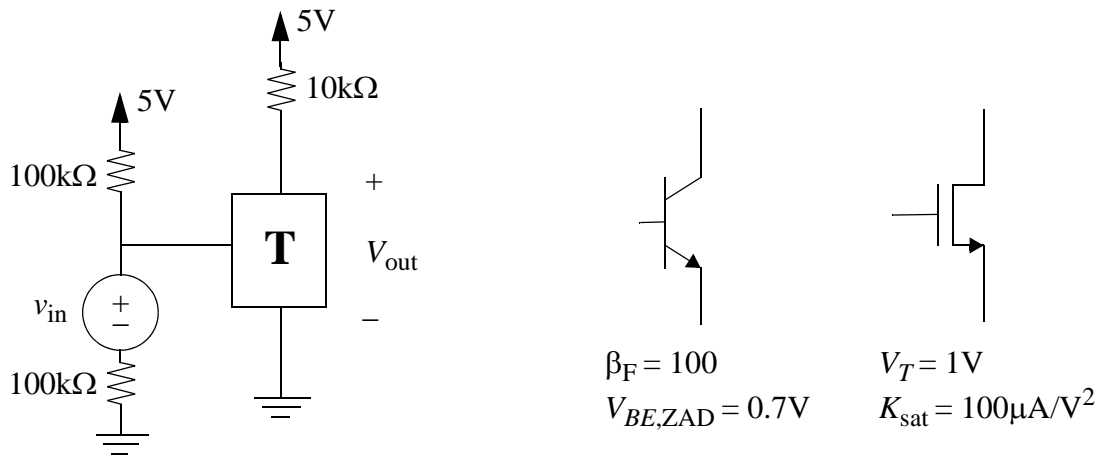 5V
10kΩ
5V
100kΩ
+
T
V_out
v_in
+
−
−
100kΩ
β_F = 100
V_BE,ZAD = 0.7V
V_T = 1V
K_sat = 100μA/V²